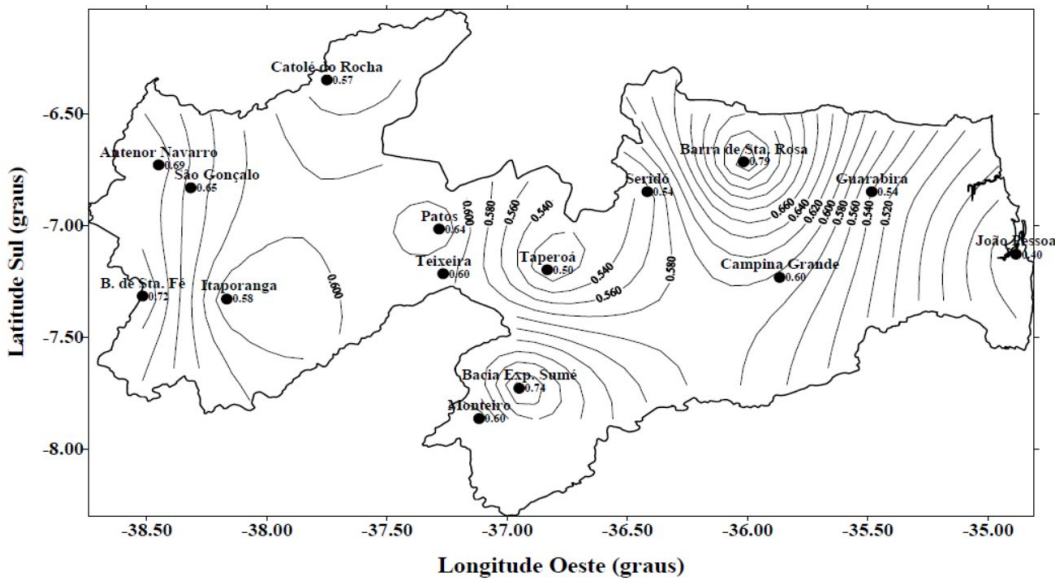 Catolé do Rocha
0.57
-6.50
Antenor Navarro
0.69
São Gonçalo
0.65
Barra de Sta. Rosa
0.79
Seridó
0.54
Guarabira
0.54
0.660
0.640
0.620
0.600
0.580
0.560
0.540
0.520
-7.00
Patos
0.64
0.600
0.580
0.560
0.540
João Pessoa
0.40
Teixeira
0.60
Taperoá
0.50
0.540
0.560
0.580
Campina Grande
0.60
B. de Sta. Fé
0.72
Itaporanga
0.58
0.600
-7.50
Bacia Exp. Sumé
0.74
Monteiro
0.60
-8.00
Latitude Sul (graus)
-38.50 -38.00 -37.50 -37.00 -36.50 -36.00 -35.50 -35.00
Longitude Oeste (graus)